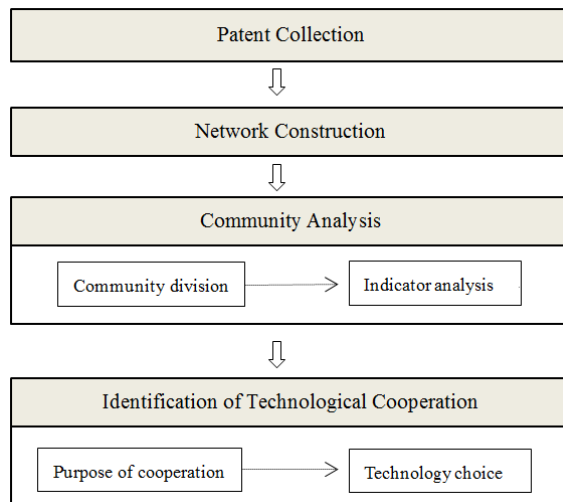 Patent Collection
Network Construction
Community Analysis
Community division
Indicator analysis
Identification of Technological Cooperation
Purpose of cooperation
Technology choice